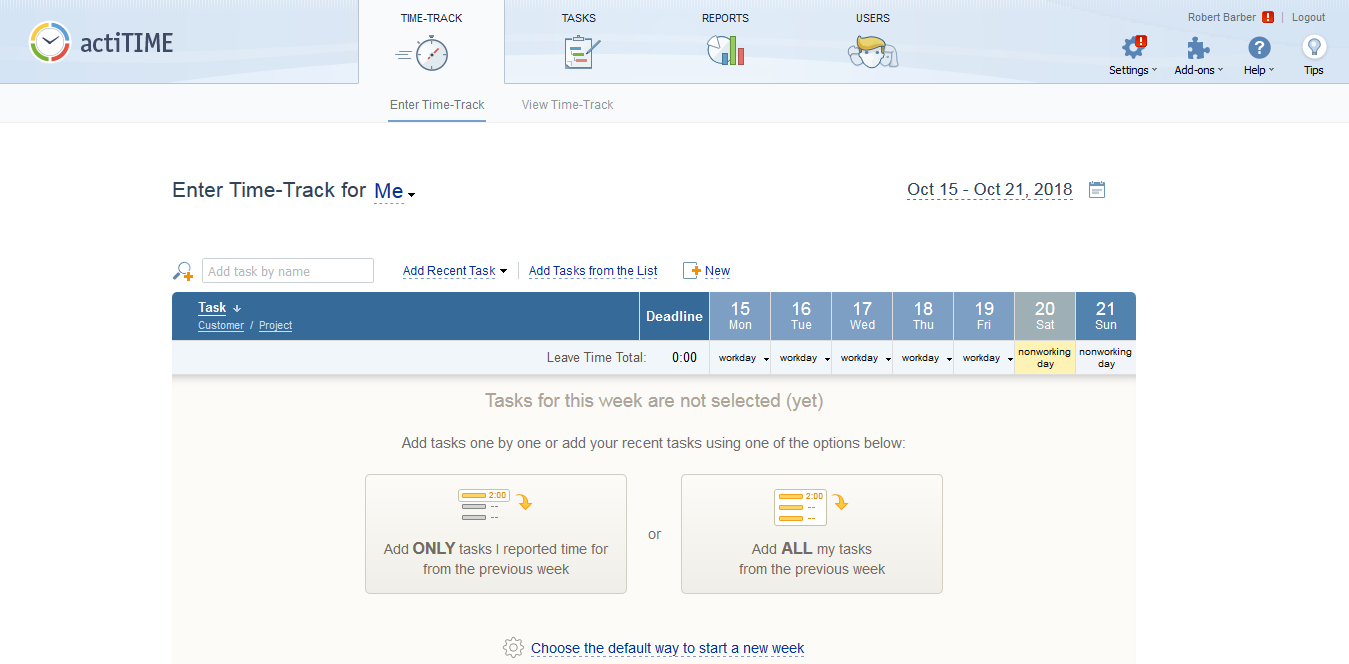 actiTIME
TIME-TRACK
TASKS
REPORTS
USERS
Robert Barber ! | Logout
Settings
Add-ons
Help
Tips
Enter Time-Track
View Time-Track
Enter Time-Track for Me
Oct 15 - Oct 21, 2018
Add task by name
Add Recent Task
Add Tasks from the List
New
Task ↓
Customer / Project
Deadline
15 Mon
16 Tue
17 Wed
18 Thu
19 Fri
20 Sat
21 Sun
Leave Time Total: 0:00
workday
workday
workday
workday
workday
nonworking
day
nonworking
day
Tasks for this week are not selected (yet)
Add tasks one by one or add your recent tasks using one of the options below:
2:00
--
--
Add ONLY tasks I reported time for
from the previous week
or
2:00
--
--
Add ALL my tasks
from the previous week
Choose the default way to start a new week